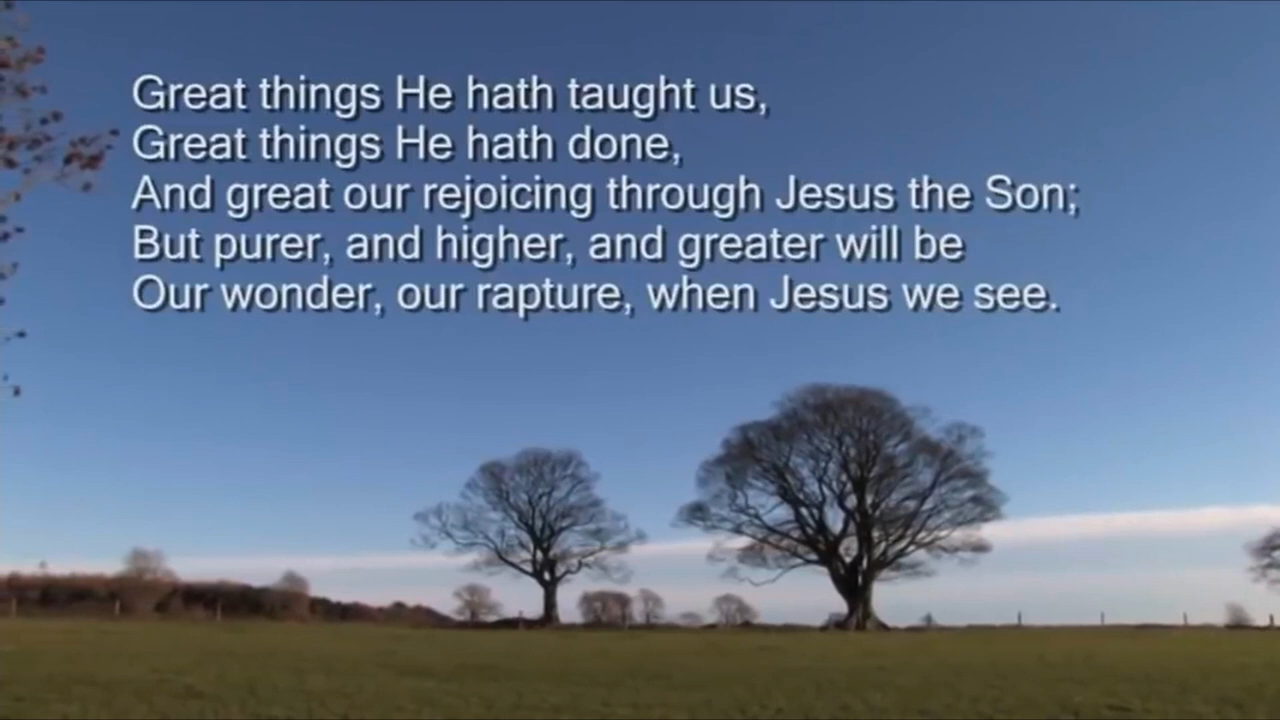 Great things He hath taught us,
Great things He hath done,
And great our rejoicing through Jesus the Son;
But purer, and higher, and greater will be
Our wonder, our rapture, when Jesus we see.